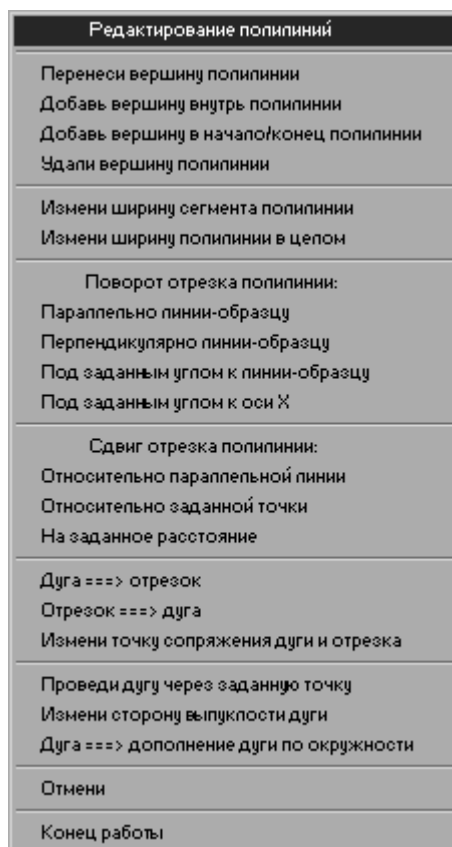 Редактирование полилиний
Перенеси вершину полилинии
Добавь вершину внутрь полилинии
Добавь вершину в начало/конец полилинии
Удали вершину полилинии
Измени ширину сегмента полилинии
Измени ширину полилинии в целом
Поворот отрезка полилинии:
Параллельно линии-образцу
Перпендикулярно линии-образцу
Под заданным углом к линии-образцу
Под заданным углом к оси X
Сдвиг отрезка полилинии:
Относительно параллельной линии
Относительно заданной точки
На заданное расстояние
Дуга ===> отрезок
Отрезок ===> дуга
Измени точку сопряжения дуги и отрезка
Проведи дугу через заданную точку
Измени сторону выпуклости дуги
Дуга ===> дополнение дуги по окружности
Отмени
Конец работы